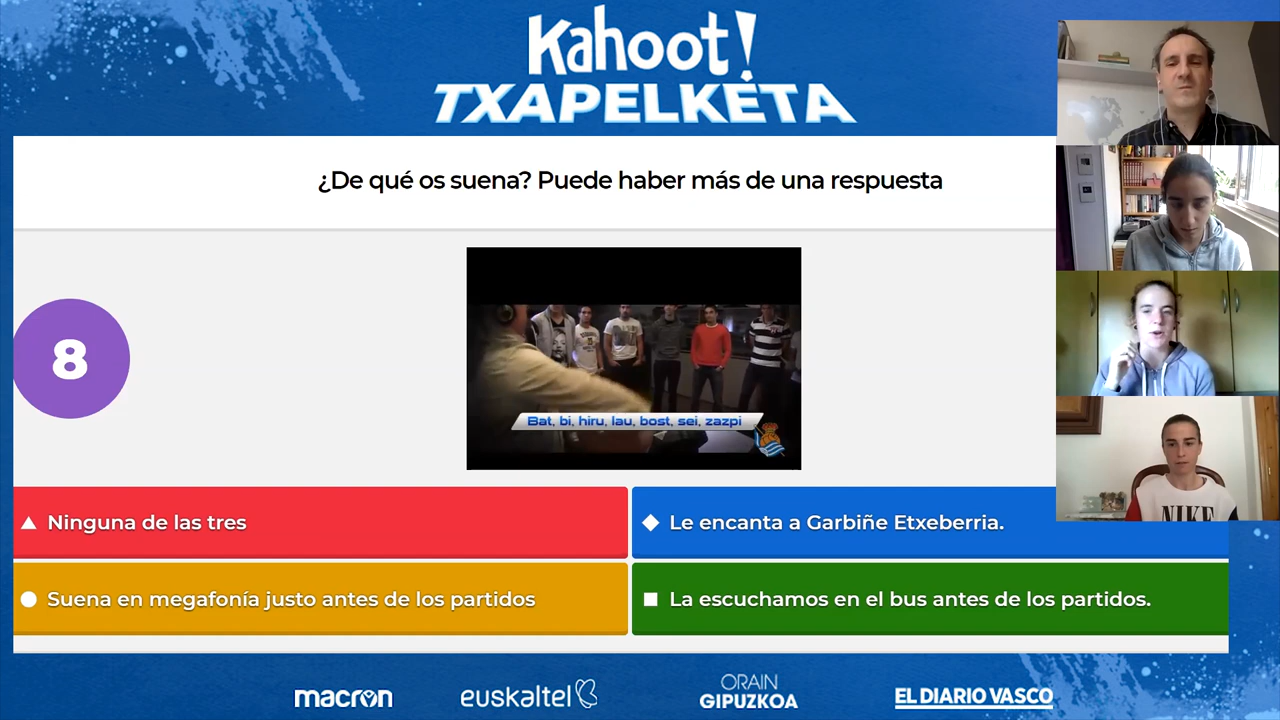 Kahoot!
TXAPELKETA
¿De qué os suena? Puede haber más de una respuesta
8
Bat, bi, hiru, lau, bost, sei, zazpi
Ninguna de las tres
Le encanta a Garbiñe Etxeberria.
Suena en megafonía justo antes de los partidos
La escuchamos en el bus antes de los partidos.
NIKE
macron
euskaltel
ORAIN
GIPUZKOA
EL DIARIO VASCO